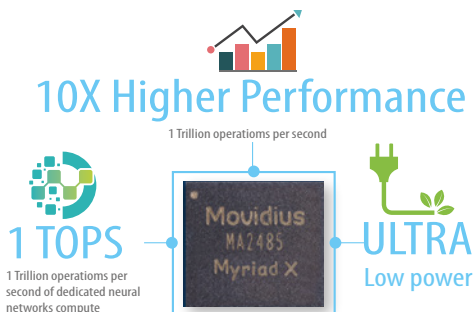 10X Higher Performance
1 Trillion operatioms per second
Movidius
MA2485
Myriad X
1 TOPS
1 Trillion operatioms per
second of dedicated neural
networks compute
ULTRA
Low power